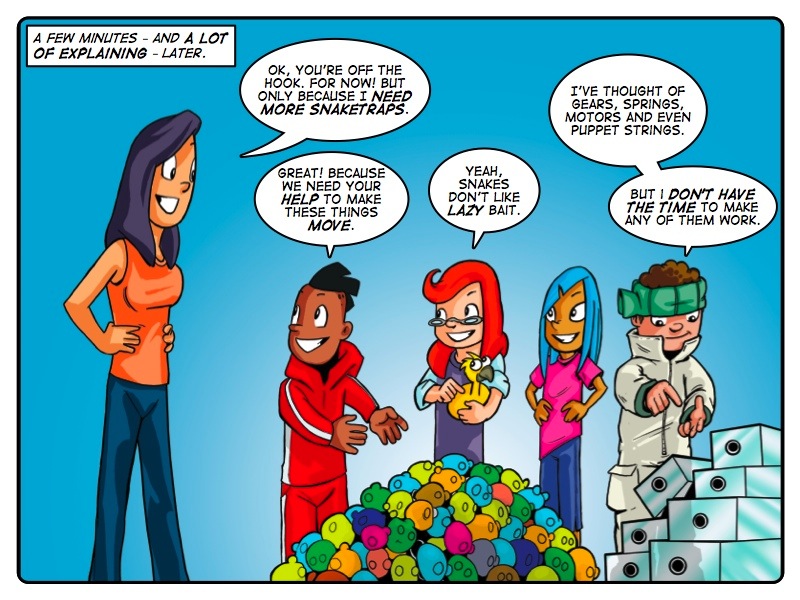 A FEW MINUTES - AND A LOT
OF EXPLAINING - LATER.
OK, YOU'RE OFF THE
HOOK. FOR NOW! BUT
ONLY BECAUSE I NEED
MORE SNAKETRAPS.
GREAT! BECAUSE
WE NEED YOUR
HELP TO MAKE
THESE THINGS
MOVE.
YEAH,
SNAKES
DON'T LIKE
LAZY BAIT.
I'VE THOUGHT OF
GEARS, SPRINGS,
MOTORS AND EVEN
PUPPET STRINGS.
BUT I DON'T HAVE
THE TIME TO MAKE
ANY OF THEM WORK.